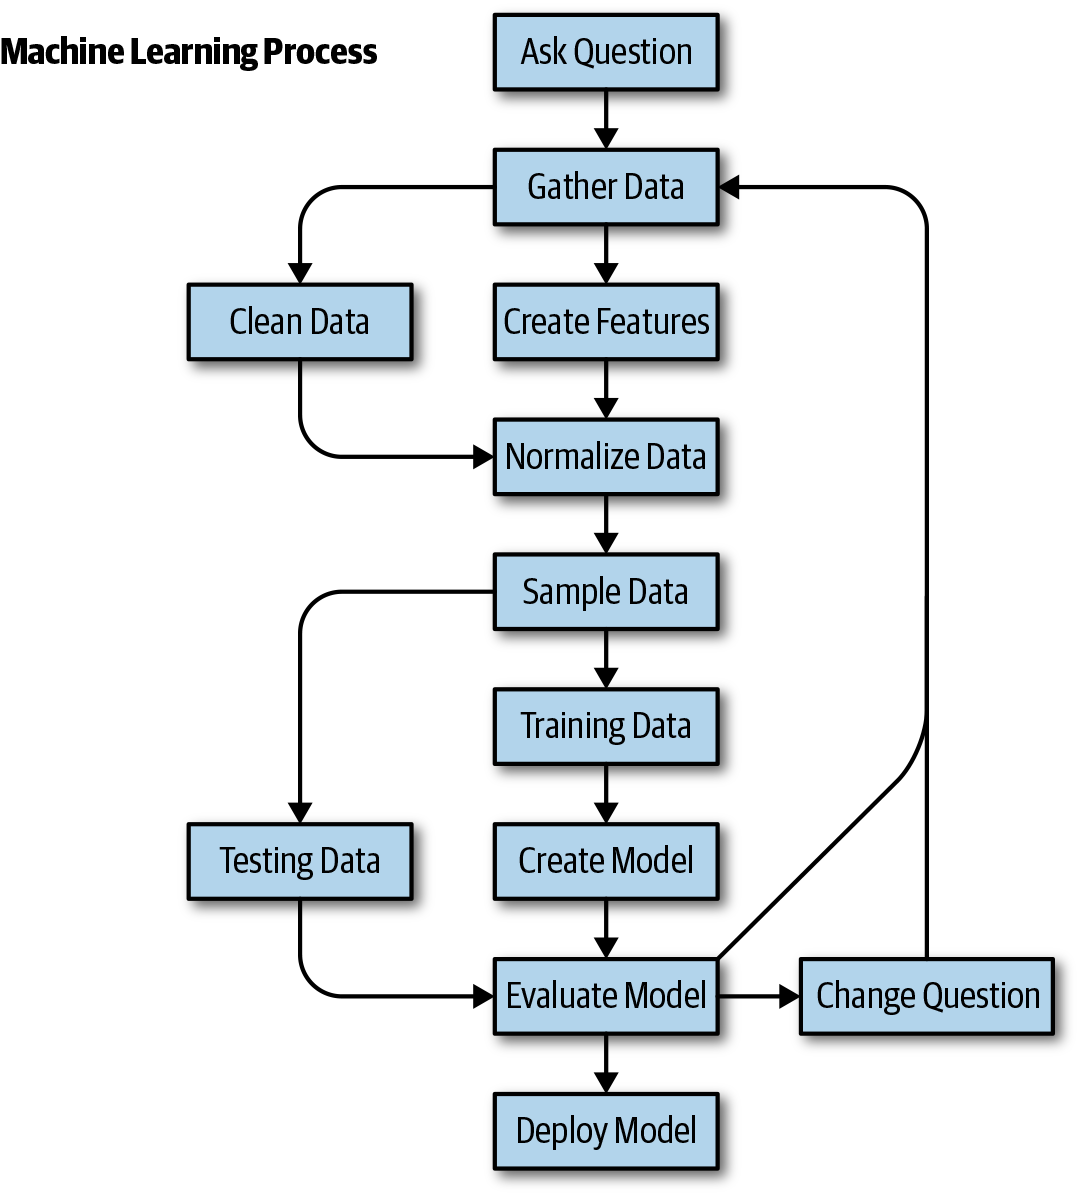 Machine Learning Process
Ask Question
Gather Data
Clean Data
Create Features
Normalize Data
Sample Data
Training Data
Testing Data
Create Model
Evaluate Model
Change Question
Deploy Model